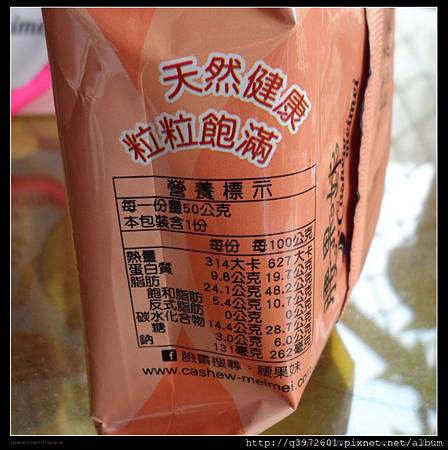 天然健康
粒粒飽滿
營養標示
每一份量50公克
本包裝含1份
每份 每100公克
熱量 314大卡 627大卡
蛋白質 9.8公克 19.7公克
脂肪 24.1公克 48.2公克
飽和脂肪 5.4公克 10.7公克
反式脂肪 0公克 0公克
碳水化合物 14.4公克 28.7公克
糖 3.0公克 6.0公克
鈉 131毫克 262毫克
臉書搜尋：腰果妹
www.cashew-meimei.com
腰果妹
Cashew meimei
http://q3972601.pixnet.net/album